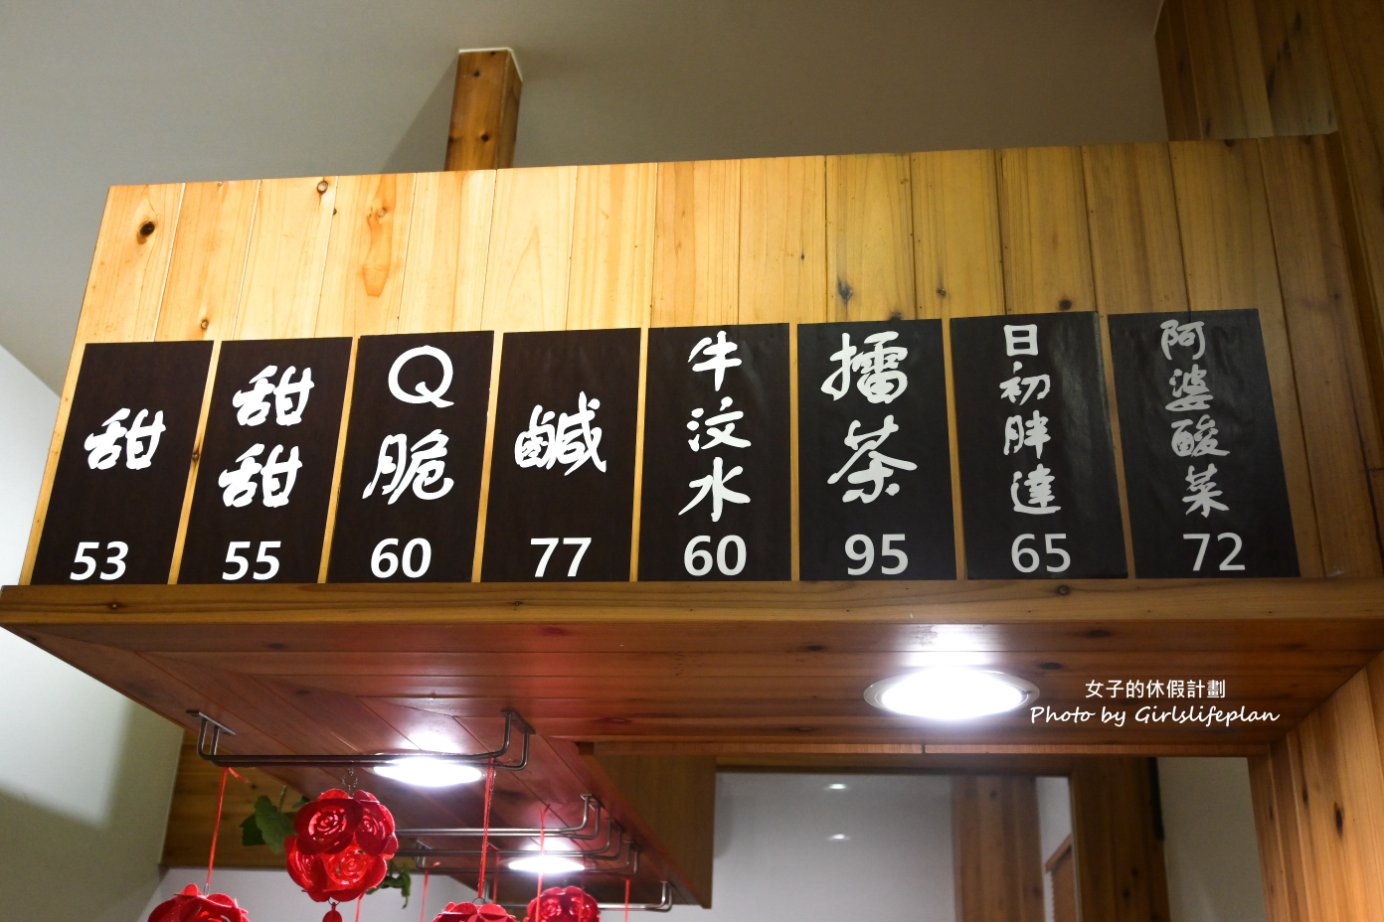 甜
53
甜甜
55
Q脆
60
鹹
77
牛汶水
60
擂茶
95
日初胖達
65
阿婆酸菜
72
女子的休假計劃
Photo by Girlslifeplan